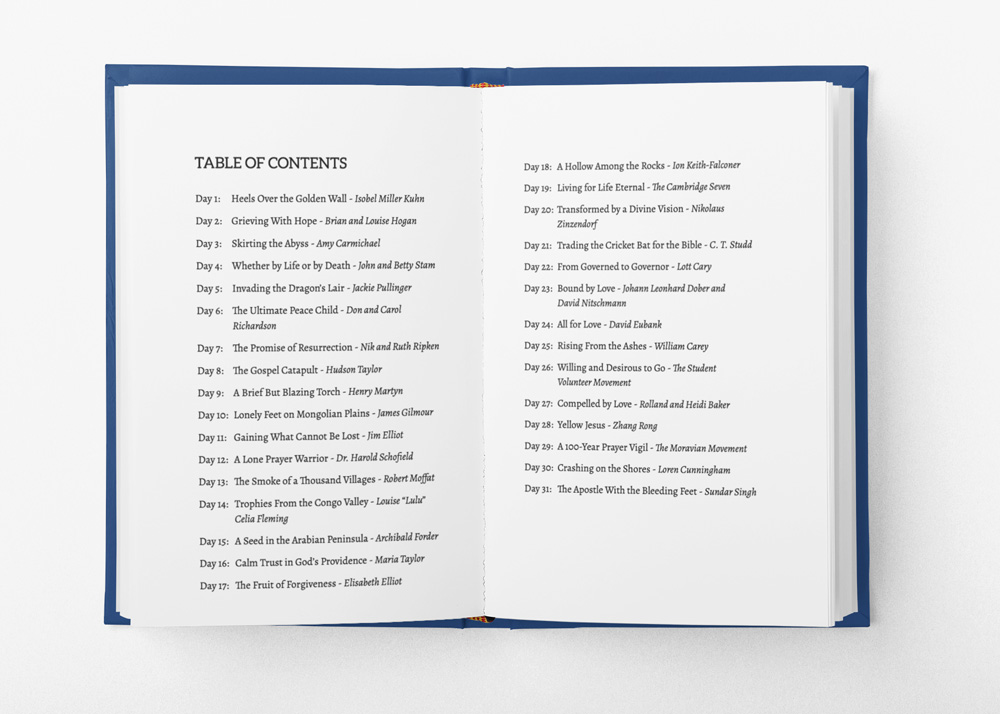 TABLE OF CONTENTS
Day 1: Heels Over the Golden Wall - Isobel Miller Kuhn
Day 2: Grieving With Hope - Brian and Louise Hogan
Day 3: Skirting the Abyss - Amy Carmichael
Day 4: Whether by Life or by Death - John and Betty Stam
Day 5: Invading the Dragon's Lair - Jackie Pullinger
Day 6: The Ultimate Peace Child - Don and Carol
Richardson
Day 7: The Promise of Resurrection - Nik and Ruth Ripken
Day 8: The Gospel Catapult - Hudson Taylor
Day 9: A Brief But Blazing Torch - Henry Martyn
Day 10: Lonely Feet on Mongolian Plains - James Gilmour
Day 11: Gaining What Cannot Be Lost - Jim Elliot
Day 12: A Lone Prayer Warrior - Dr. Harold Schofield
Day 13: The Smoke of a Thousand Villages - Robert Moffat
Day 14: Trophies From the Congo Valley - Louise “Lulu”
Celia Fleming
Day 15: A Seed in the Arabian Peninsula - Archibald Forder
Day 16: Calm Trust in God's Providence - Maria Taylor
Day 17: The Fruit of Forgiveness - Elisabeth Elliot
Day 18: A Hollow Among the Rocks - Ion Keith-Falconer
Day 19: Living for Life Eternal - The Cambridge Seven
Day 20: Transformed by a Divine Vision - Nikolaus
Zinzendorf
Day 21: Trading the Cricket Bat for the Bible - C. T. Studd
Day 22: From Governed to Governor - Lott Cary
Day 23: Bound by Love - Johann Leonhard Dober and
David Nitschmann
Day 24: All for Love - David Eubank
Day 25: Rising From the Ashes - William Carey
Day 26: Willing and Desirous to Go - The Student
Volunteer Movement
Day 27: Compelled by Love - Rolland and Heidi Baker
Day 28: Yellow Jesus - Zhang Rong
Day 29: A 100-Year Prayer Vigil - The Moravian Movement
Day 30: Crashing on the Shores - Loren Cunningham
Day 31: The Apostle With the Bleeding Feet - Sundar Singh